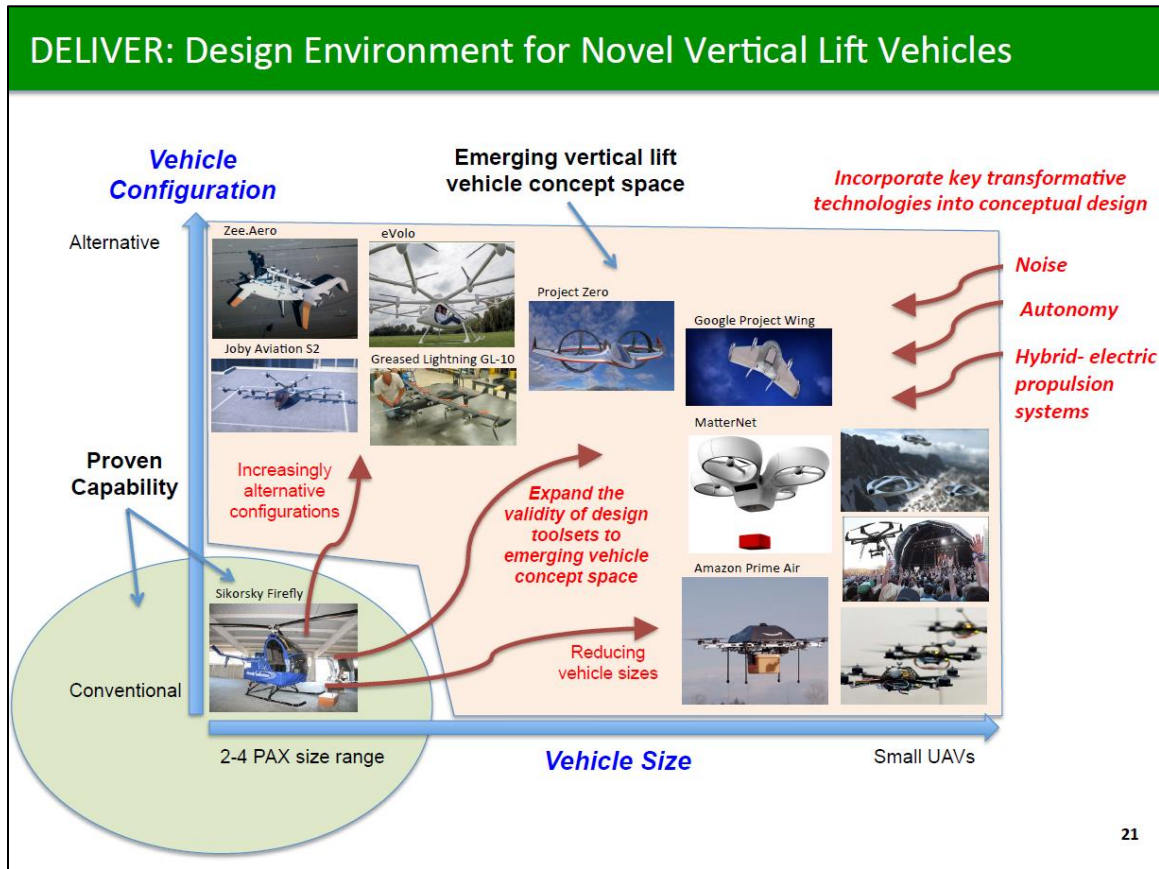 DELIVER: Design Environment for Novel Vertical Lift Vehicles
Vehicle
Configuration
Emerging vertical lift
vehicle concept space
Incorporate key transformative
technologies into conceptual design
Alternative
Zee.Aero
eVolo
Project Zero
Google Project Wing
Noise
Autonomy
Hybrid- electric
propulsion
systems
Joby Aviation S2
Greased Lightning GL-10
MatterNet
Proven
Capability
Increasingly
alternative
configurations
Expand the
validity of design
toolsets to
emerging vehicle
concept space
Amazon Prime Air
Sikorsky Firefly
Reducing
vehicle sizes
Conventional
2-4 PAX size range
Vehicle Size
Small UAVs
21